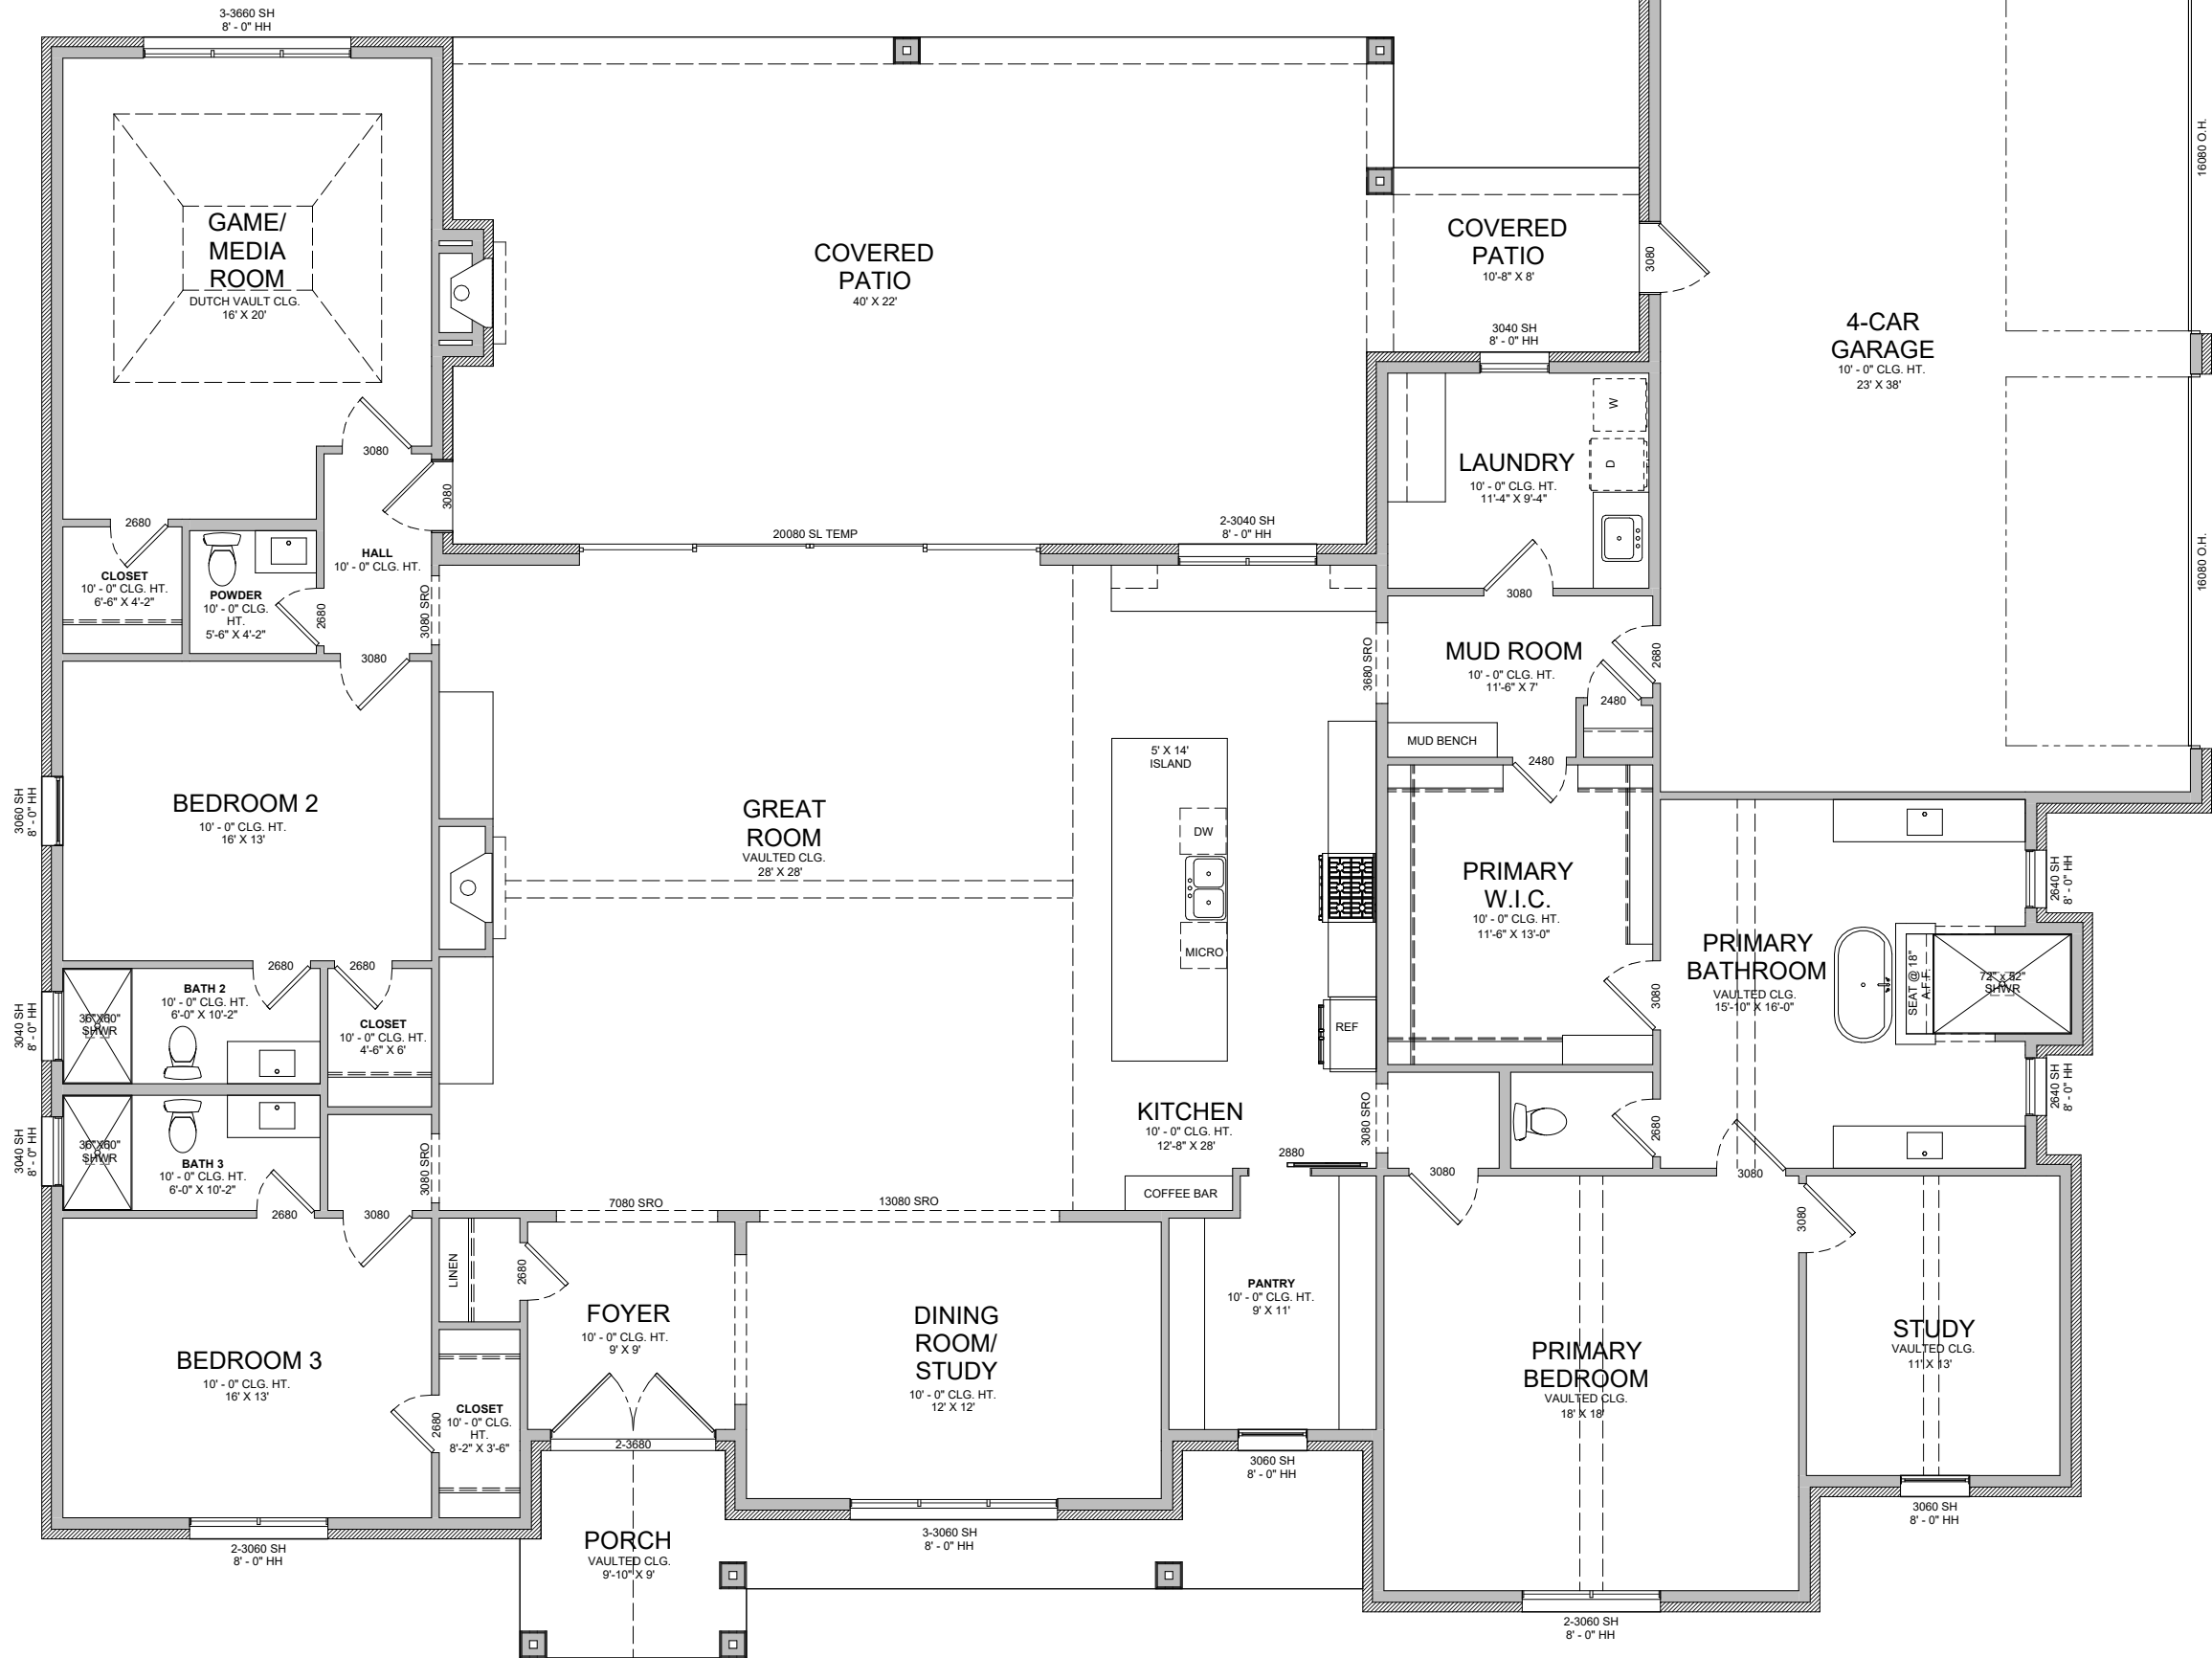 3-3660 SH
8' - 0" HH
GAME/
MEDIA
ROOM
DUTCH VAULT CLG.
16' X 20'
COVERED
PATIO
40' X 22'
COVERED
PATIO
10'-8" X 8'
3080
16080 O.H.
3040 SH
8' - 0" HH
4-CAR
GARAGE
10' - 0" CLG. HT.
23' X 38'
W
D
LAUNDRY
10' - 0" CLG. HT.
11'-4" X 9'-4"
3080
3080
3080
2680
20080 SL TEMP
2-3040 SH
8' - 0" HH
16080 O.H.
CLOSET
10' - 0" CLG. HT.
6'-6" X 4'-2"
POWDER
10' - 0" CLG.
HT.
5'-6" X 4'-2"
2680
HALL
10' - 0" CLG. HT.
3080 SRO
3080
3680 SRO
MUD ROOM
10' - 0" CLG. HT.
11'-6" X 7'
2680
2480
MUD BENCH
2480
5' X 14'
ISLAND
DW
MICRO
REF
3060 SH
8' - 0" HH
BEDROOM 2
10' - 0" CLG. HT.
16' X 13'
GREAT
ROOM
VAULTED CLG.
28' X 28'
PRIMARY
W.I.C.
10' - 0" CLG. HT.
11'-6" X 13'-0"
3080
PRIMARY
BATHROOM
VAULTED CLG.
15'-10" X 16'-0"
2640 SH
8' - 0" HH
SEAT @ 18"
A.F.F.
72" x 52"
SHWR
2640 SH
8' - 0" HH
2680
2680
3040 SH
8' - 0" HH
36"X60"
SHWR
BATH 2
10' - 0" CLG. HT.
6'-0" X 10'-2"
CLOSET
10' - 0" CLG. HT.
4'-6" X 6'
3040 SH
8' - 0" HH
36"X60"
SHWR
BATH 3
10' - 0" CLG. HT.
6'-0" X 10'-2"
2680
3080
3080 SRO
KITCHEN
10' - 0" CLG. HT.
12'-8" X 28'
3080 SRO
2880
3080
2680
3080
3080
COFFEE BAR
7080 SRO
13080 SRO
LINEN
2680
FOYER
10' - 0" CLG. HT.
9' X 9'
DINING
ROOM/
STUDY
10' - 0" CLG. HT.
12' X 12'
PANTRY
10' - 0" CLG. HT.
9' X 11'
BEDROOM 3
10' - 0" CLG. HT.
16' X 13'
2680
CLOSET
10' - 0" CLG.
HT.
8'-2" X 3'-6"
2-3680
PRIMARY
BEDROOM
VAULTED CLG.
18' X 18'
STUDY
VAULTED CLG.
11' X 13'
3060 SH
8' - 0" HH
3060 SH
8' - 0" HH
PORCH
VAULTED CLG.
9'-10" X 9'
3-3060 SH
8' - 0" HH
2-3060 SH
8' - 0" HH
2-3060 SH
8' - 0" HH